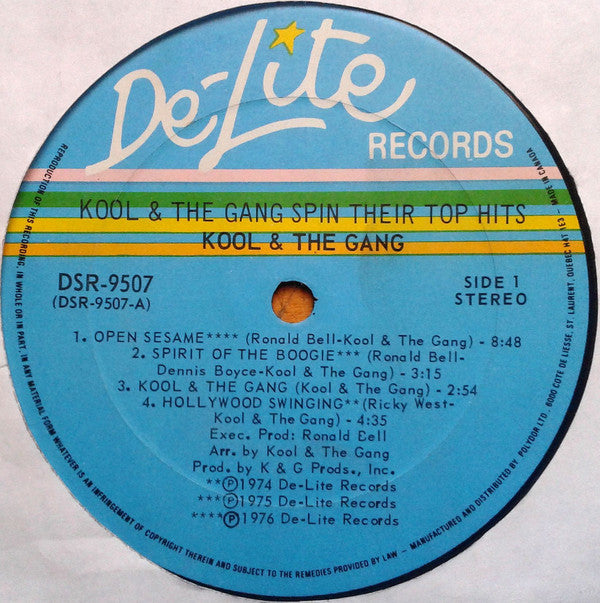 De-Lite
RECORDS
KOOL & THE GANG SPIN THEIR TOP HITS
KOOL & THE GANG
DSR-9507
(DSR-9507-A)
SIDE 1
STEREO
1. OPEN SESAME**** (Ronald Bell-Kool & The Gang) - 8:48
2. SPIRIT OF THE BOOGIE*** (Ronald Bell-
Dennis Boyce-Kool & The Gang) - 3:15
3. KOOL & THE GANG (Kool & The Gang) - 2:54
4. HOLLYWOOD SWINGING** (Ricky West-
Kool & The Gang) - 4:35
Exec. Prod: Ronald Bell
Arr. by Kool & The Gang
Prod. by K & G Prods., Inc.
**Ⓟ1974 De-Lite Records
***Ⓟ1975 De-Lite Records
****Ⓟ1976 De-Lite Records
REPRODUCTION OF THIS RECORDING, IN WHOLE OR IN PART, IN ANY MATERIAL FORM WHATEVER IS AN INFRINGEMENT OF COPYRIGHT THEREIN AND SUBJECT TO THE REMEDIES PROVIDED BY LAW – MANUFACTURED AND DISTRIBUTED BY POLYDOR LTD., 6000 COTE DE LIESSE, ST. LAURENT, QUEBEC H4T 1E3 – MADE IN CANADA